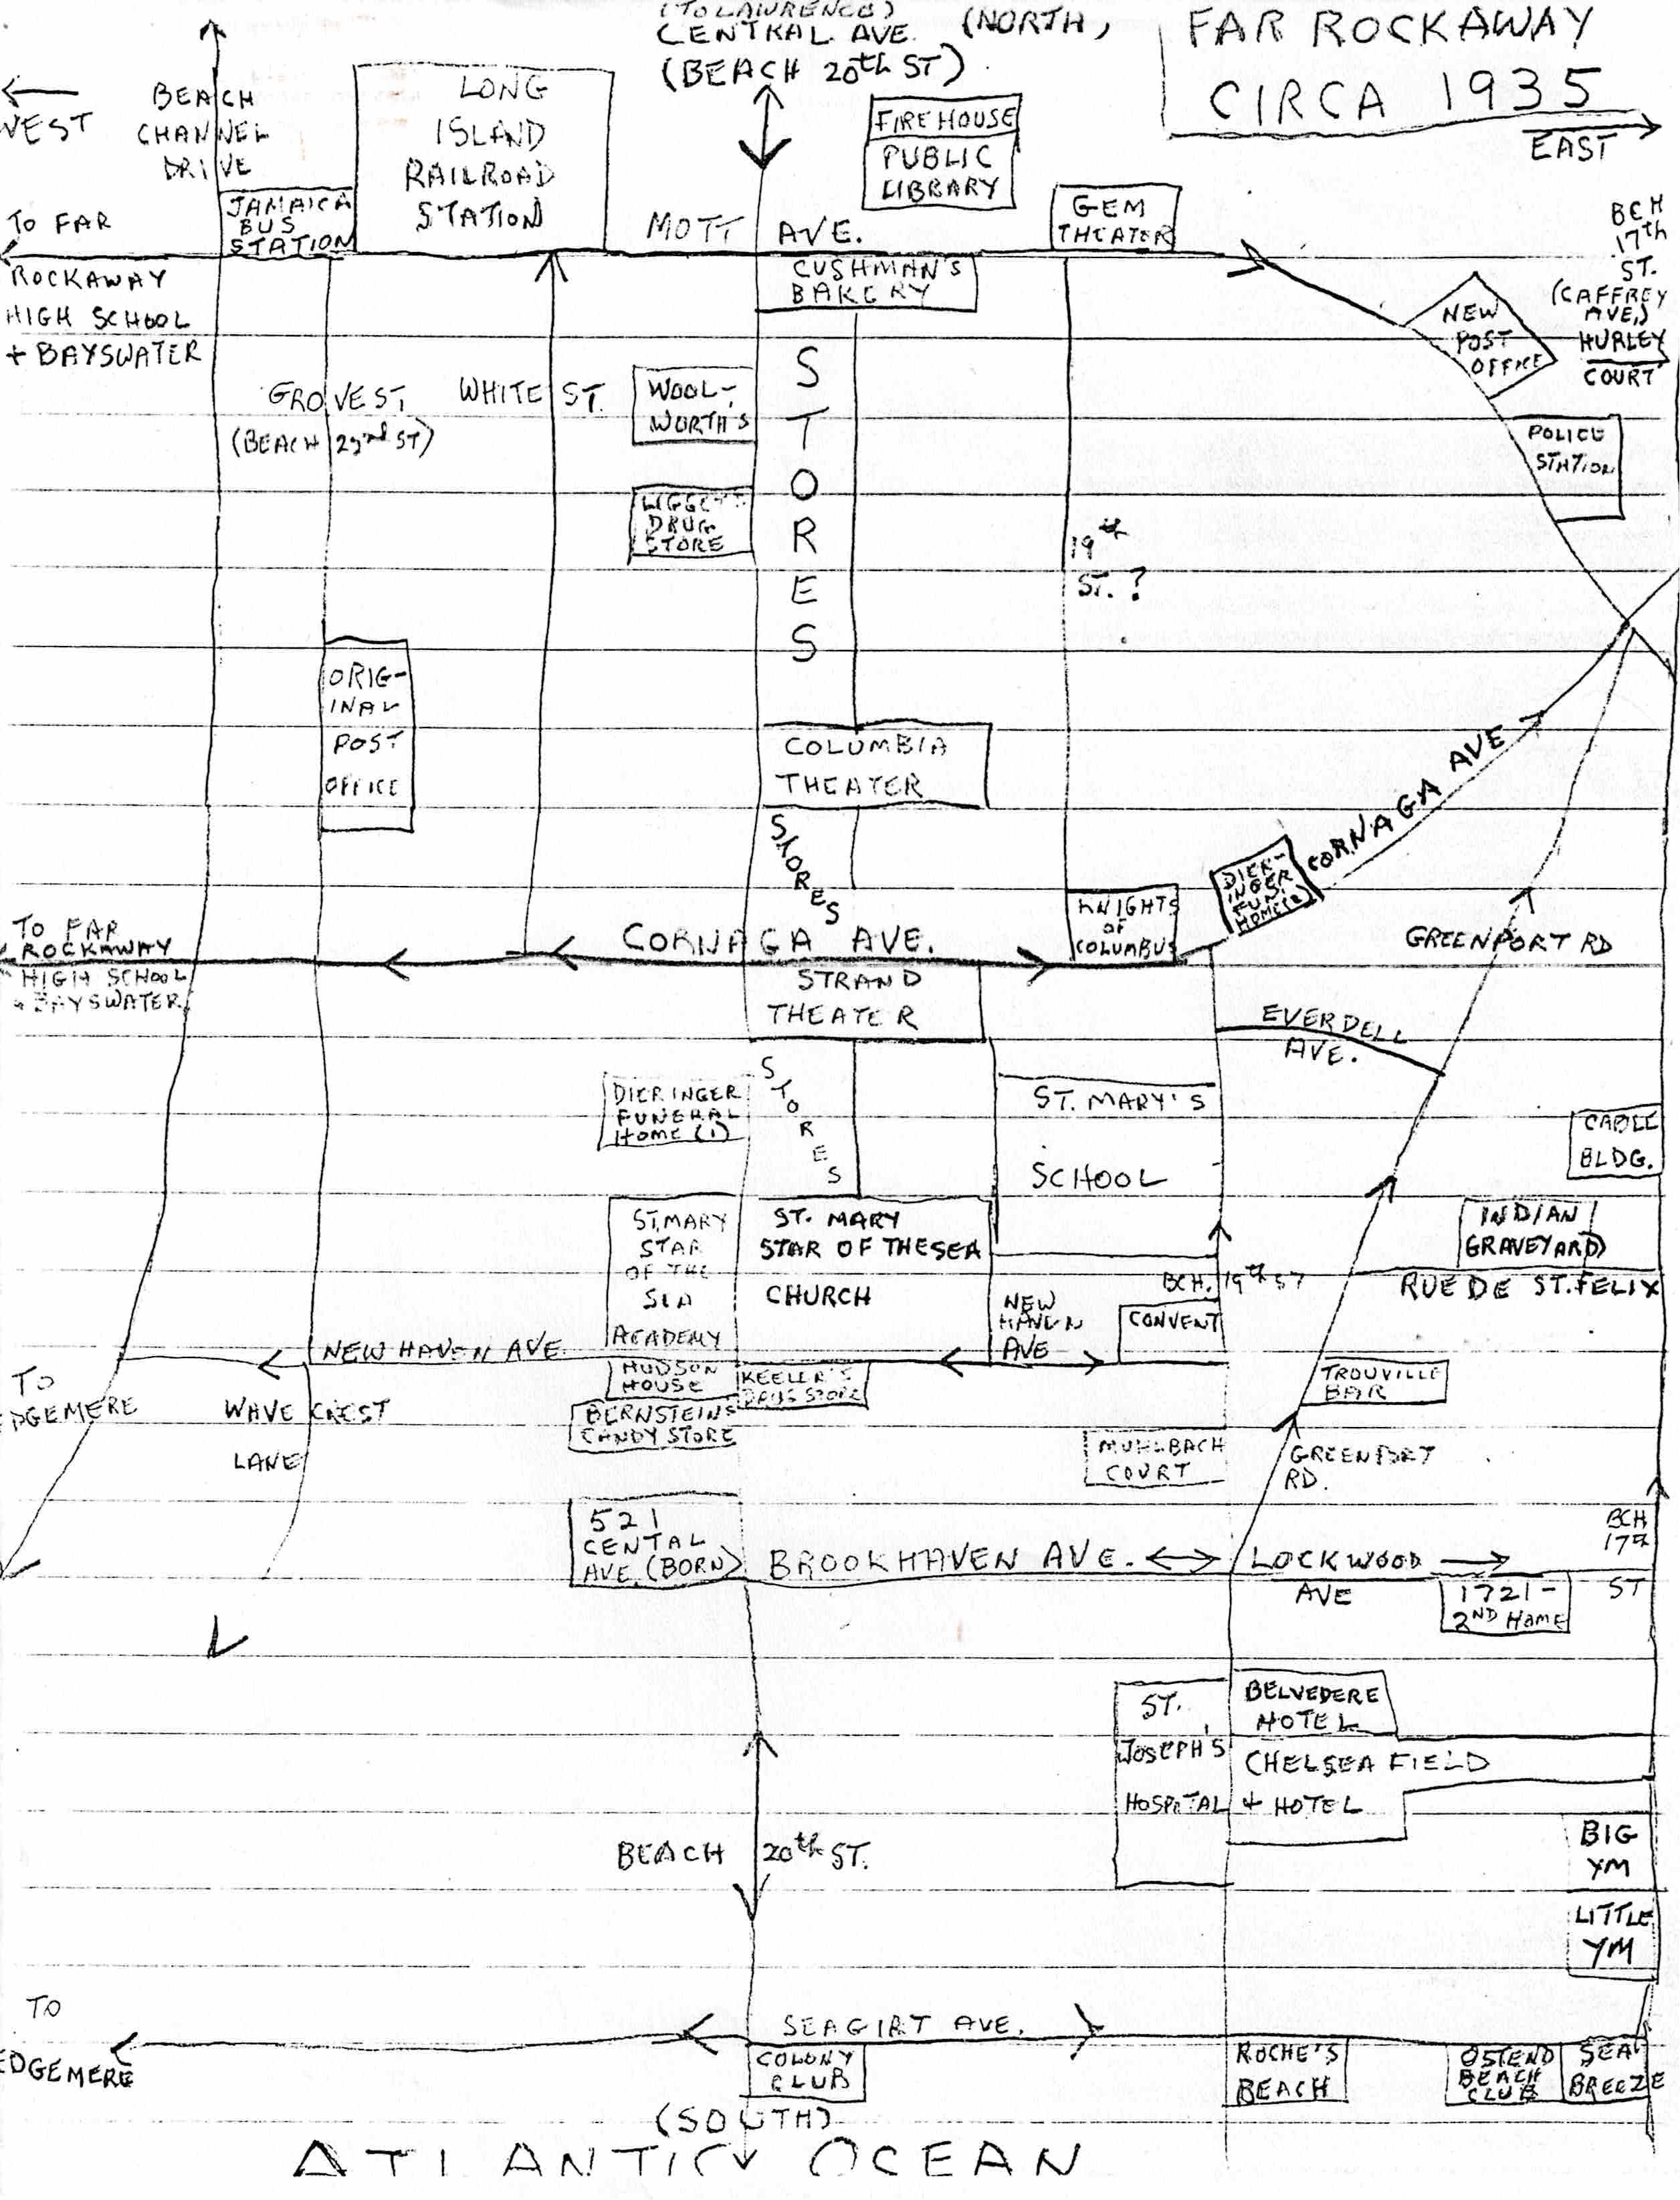 (TO LAWRENCE)
CENTRAL AVE. (NORTH)
(BEACH 20th ST)
FAR ROCKAWAY
CIRCA 1935
EAST
WEST
BEACH
CHANNEL
DRIVE
LONG
ISLAND
RAILROAD
STATION
FIREHOUSE
PUBLIC
LIBRARY
JAMAICA
BUS
STATION
MOTT AVE.
GEM
THEATER
TO FAR
ROCKAWAY
HIGH SCHOOL
+ BAYSWATER
CUSHMAN'S
BAKERY
BCH
17th
ST.
(CAFFREY
AVE.)
HURLEY
COURT
NEW
POST
OFFICE
GROVE ST.
(BEACH 22nd ST)
WHITE ST.
WOOL-
WORTH'S
STORES
POLICE
STATION
LIGGETT'S
DRUG
STORE
19th
ST. ?
ORIG-
INAL
POST
OFFICE
COLUMBIA
THEATER
STORES
CORNAGA AVE
DIER-
INGER
FUN.
HOME (2)
KNIGHTS
OF
COLUMBUS
TO FAR
ROCKAWAY
HIGH SCHOOL
+ BAYSWATER
CORNAGA AVE.
GREENPORT RD
STRAND
THEATER
EVERDELL
AVE.
STORES
DIERINGER
FUNERAL
HOME (1)
ST. MARY'S
SCHOOL
CABLE
BLDG.
ST. MARY
STAR
OF THE
SEA
ACADEMY
ST. MARY
STAR OF THE SEA
CHURCH
INDIAN
GRAVEYARD
BCH. 19th ST
RUE DE ST. FELIX
NEW
HAVEN
AVE
CONVENT
NEW HAVEN AVE
HUDSON
HOUSE
KEELER'S
DRUG STORE
TROUVILLE
BAR
TO
EDGEMERE
WAVE CREST
LANE
BERNSTEINS
CANDY STORE
MUHLBACH
COURT
GREENPORT
RD.
521
CENTAL
AVE. (BORN)
BROOKHAVEN AVE.
LOCKWOOD
AVE
BCH
17th
ST
1721-
2ND HOME
ST.
JOSEPH'S
HOSPITAL
BELVEDERE
HOTEL
CHELSEA FIELD
+ HOTEL
BEACH 20th ST.
BIG
YM
LITTLE
YM
TO
EDGEMERE
SEAGIRT AVE.
COLONY
CLUB
ROCHE'S
BEACH
OSTEND
BEACH
CLUB
SEA
BREEZE
(SOUTH)
ATLANTIC OCEAN